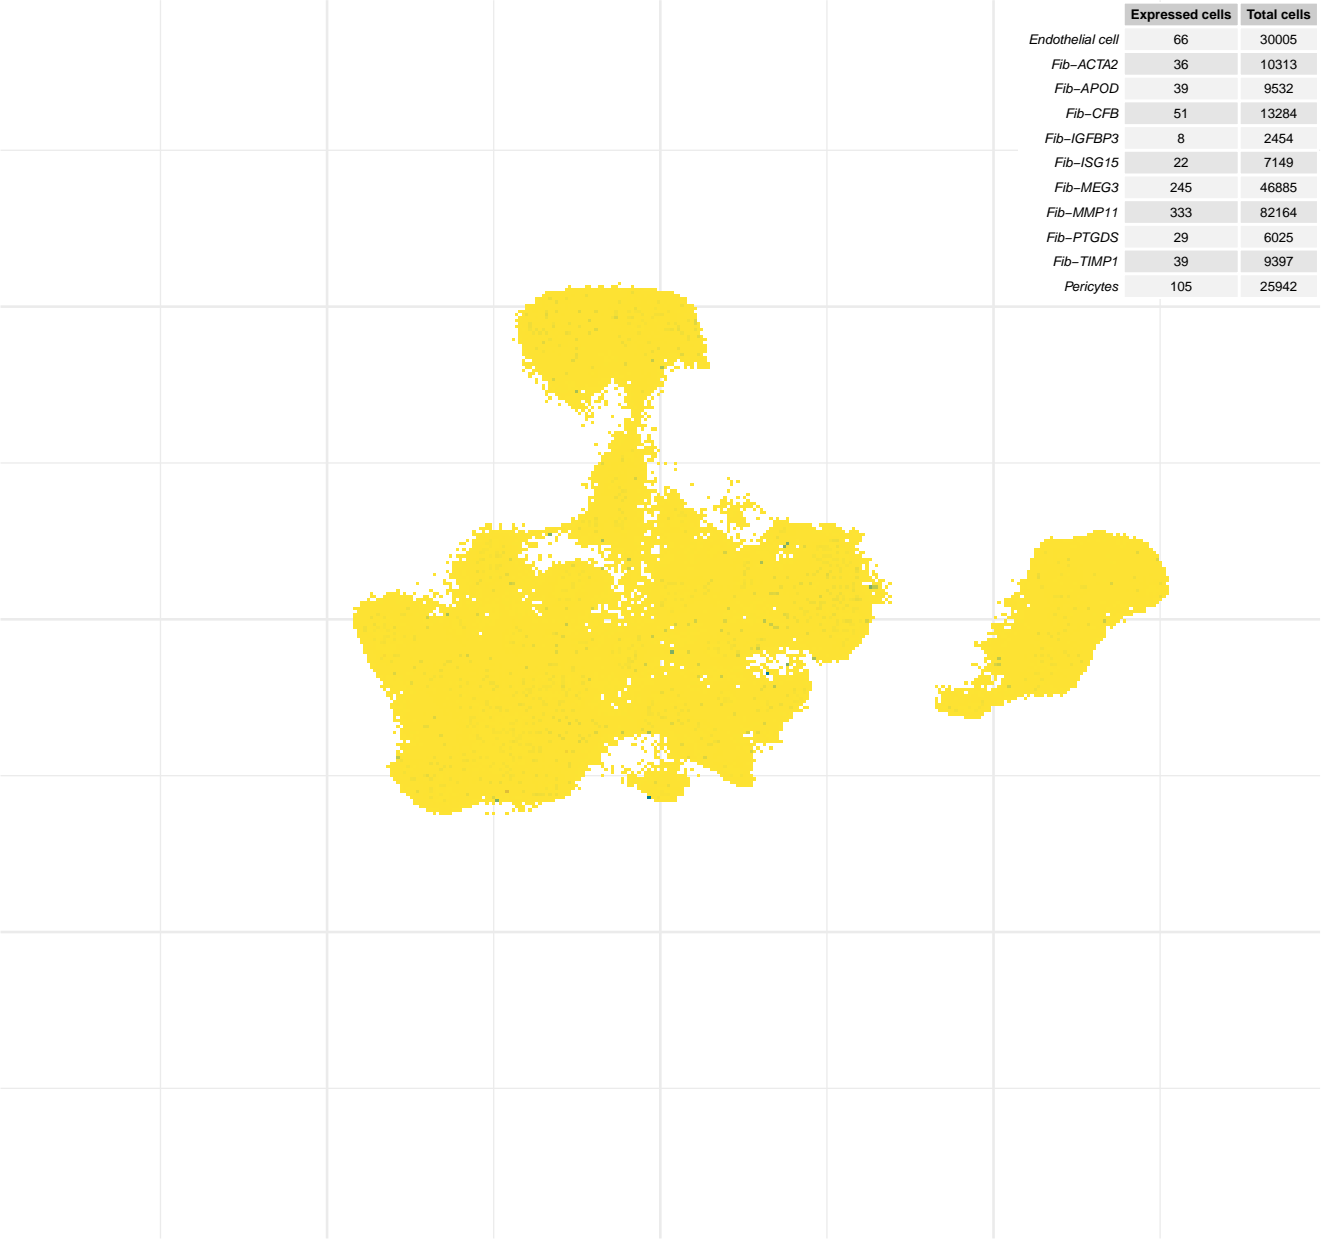 Expressed cells Total cells
Endothelial cell 66 30005
Fib−ACTA2 36 10313
Fib−APOD 39 9532
Fib−CFB 51 13284
Fib−IGFBP3 8 2454
Fib−ISG15 22 7149
Fib−MEG3 245 46885
Fib−MMP11 333 82164
Fib−PTGDS 29 6025
Fib−TIMP1 39 9397
Pericytes 105 25942